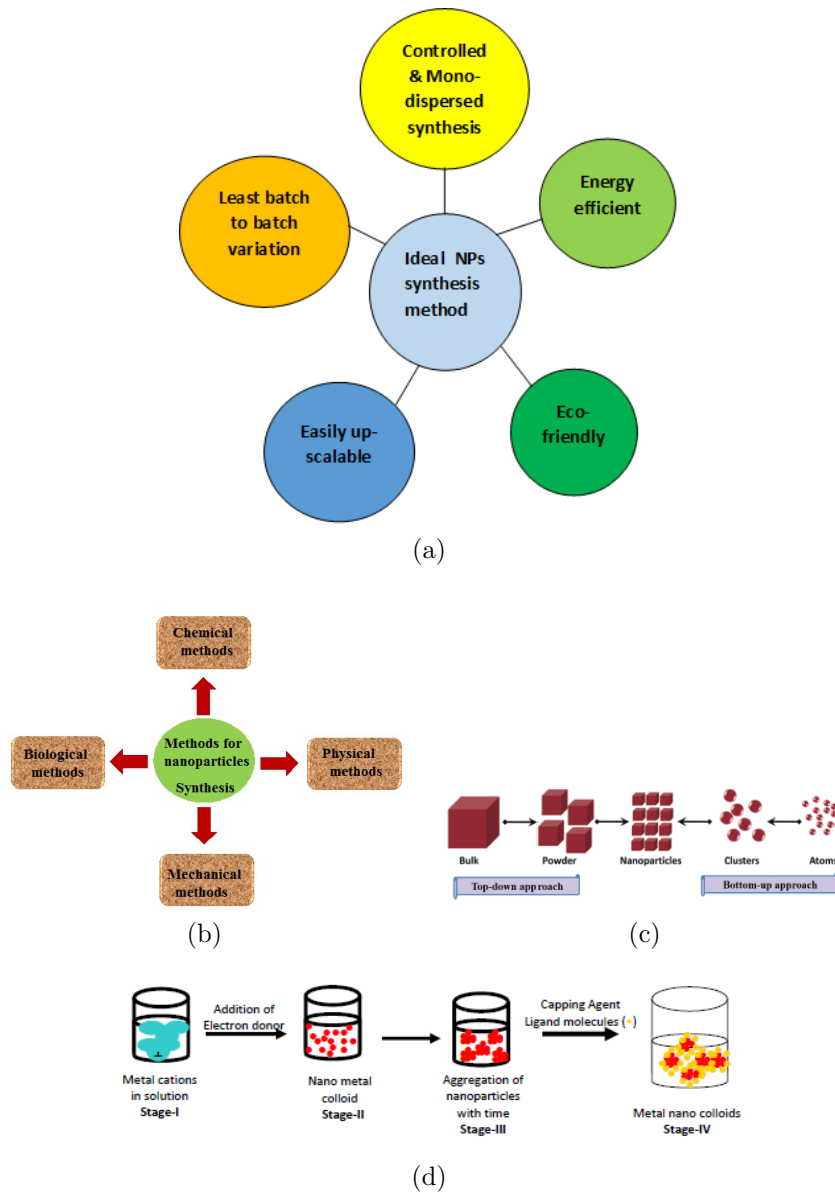 Controlled
& Mono-
dispersed
synthesis
Energy
efficient
Least batch
to batch
variation
Ideal NPs
synthesis
method
Easily up-
scalable
Eco-
friendly
(a)
Chemical
methods
Biological
methods
Methods for
nanoparticles
Synthesis
Physical
methods
Mechanical
methods
(b)
Bulk
Powder
Nanoparticles
Clusters
Atoms
Top-down approach
Bottom-up approach
(c)
Addition of
Electron donor
Capping Agent
Ligand molecules (•)
Metal cations
in solution
Stage-I
Nano metal
colloid
Stage-II
Aggregation of
nanoparticles
with time
Stage-III
Metal nano colloids
Stage-IV
(d)